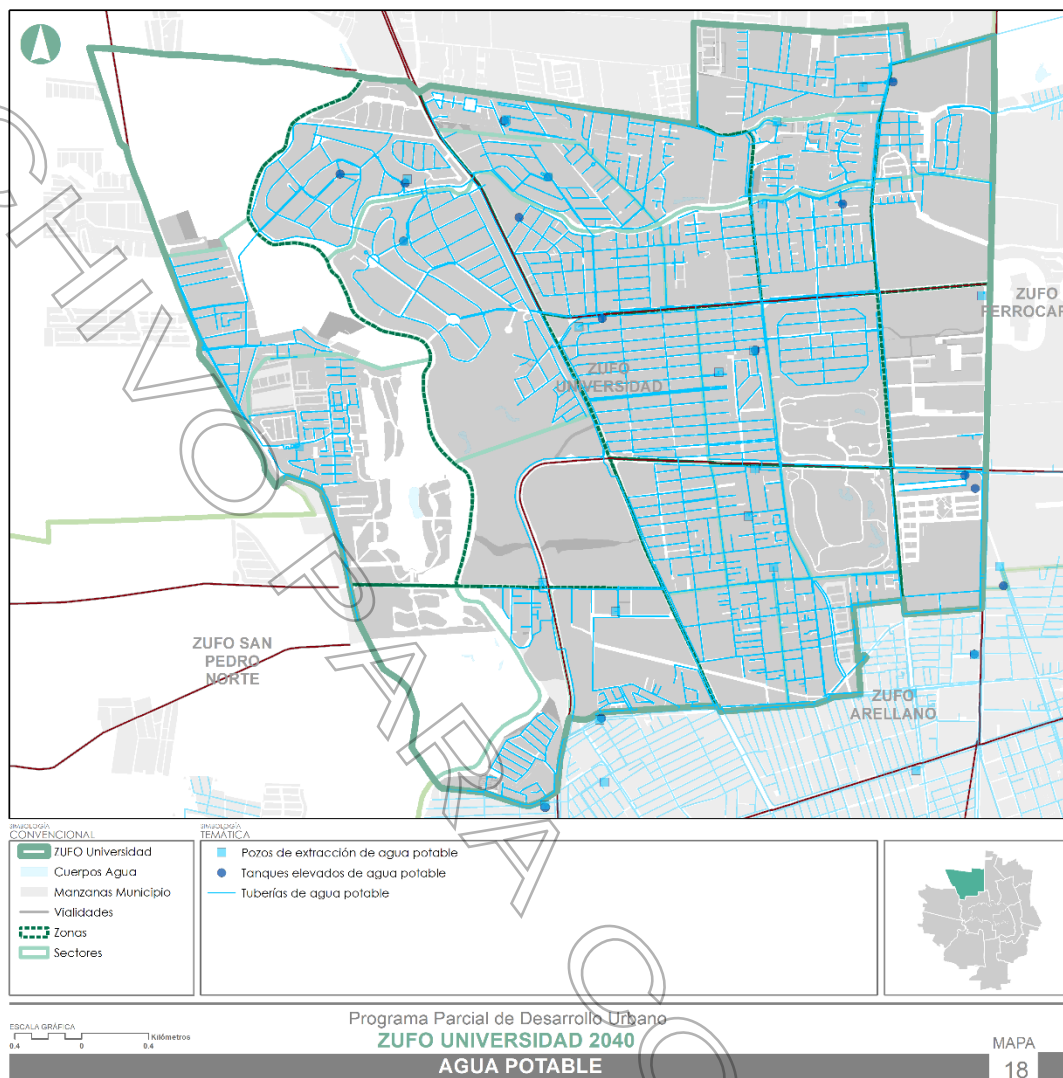 ZUFO
FERROCAR
ZUFO
UNIVERSIDAD
ZUFO SAN
PEDRO
NORTE
ZUFO
ARELLANO
SIMBOLOGÍA
CONVENCIONAL
ZUFO Universidad
Cuerpos Agua
Manzanas Municipio
Vialidades
Zonas
Sectores
SIMBOLOGÍA
TEMÁTICA
Pozos de extracción de agua potable
Tanques elevados de agua potable
Tuberías de agua potable
ESCALA GRÁFICA
Kilómetros
0.4 0 0.4
Programa Parcial de Desarrollo Urbano
ZUFO UNIVERSIDAD 2040
AGUA POTABLE
MAPA
18